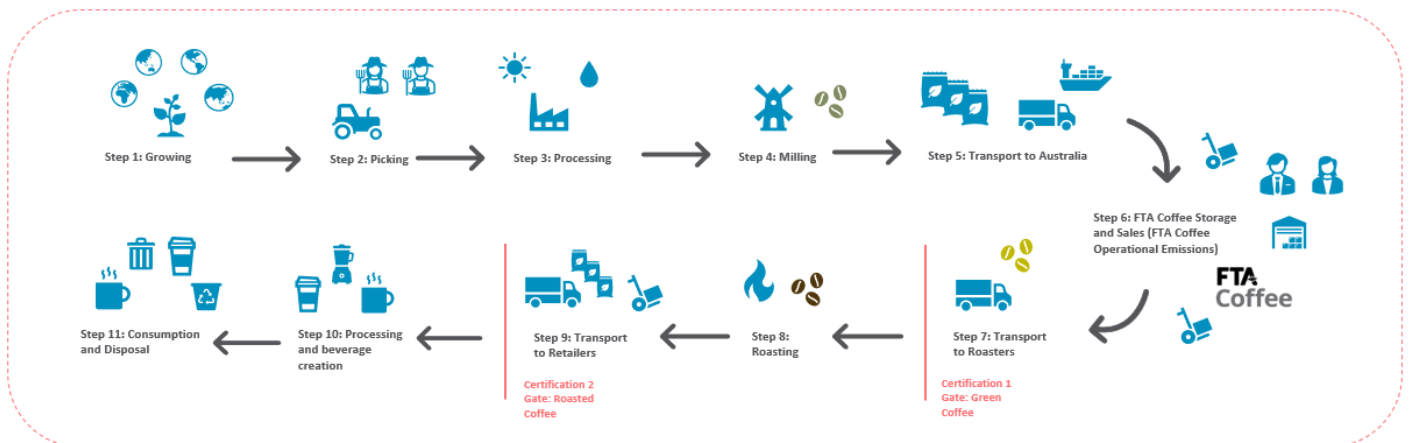 Step 1: Growing
Step 2: Picking
Step 3: Processing
Step 4: Milling
Step 5: Transport to Australia
Step 6: FTA Coffee Storage
and Sales (FTA Coffee
Operational Emissions)
FTA
Coffee
Step 7: Transport
to Roasters
Certification 1
Gate: Green
Coffee
Step 8:
Roasting
Step 9: Transport
to Retailers
Certification 2
Gate: Roasted
Coffee
Step 10: Processing
and beverage
creation
Step 11: Consumption
and Disposal